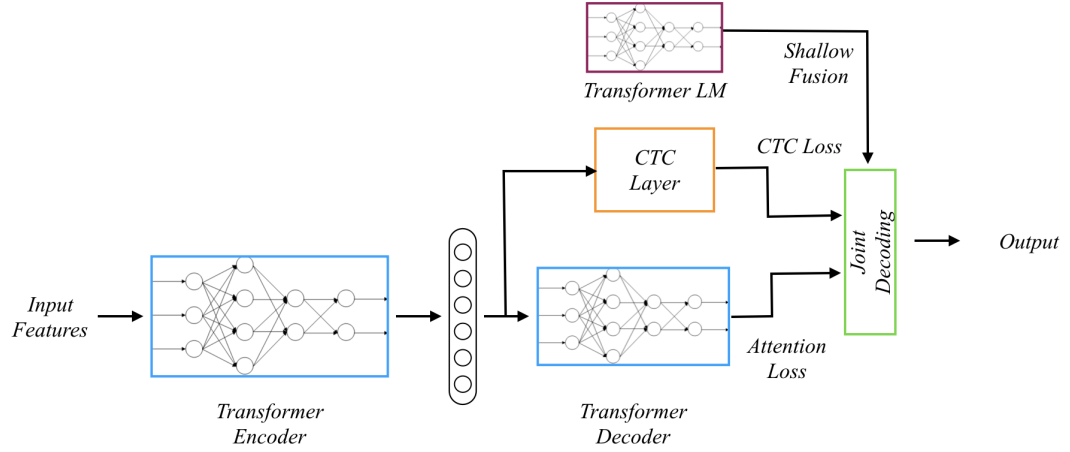 Shallow
Fusion
Transformer LM
CTC Loss
CTC
Layer
Joint
Decoding
Output
Input
Features
Attention
Loss
Transformer
Encoder
Transformer
Decoder